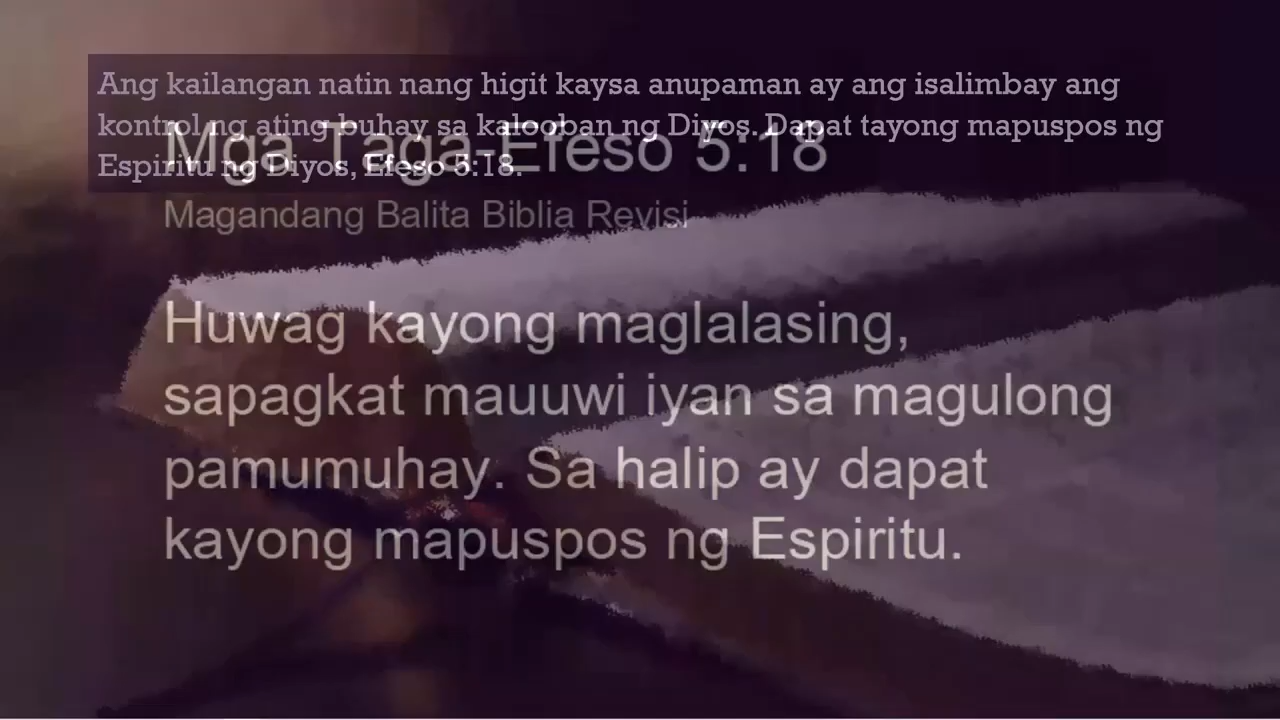 Ang kailangan natin nang higit kaysa anupaman ay ang isalimbay ang
kontrol ng ating buhay sa kalooban ng Diyos. Dapat tayong mapuspos ng
Espiritu ng Diyos, Efeso 5:18.
Mga Taga-Efeso 5:18
Magandang Balita Biblia Revisi
Huwag kayong maglalasing,
sapagkat mauuwi iyan sa magulong
pamumuhay. Sa halip ay dapat
kayong mapuspos ng Espiritu.